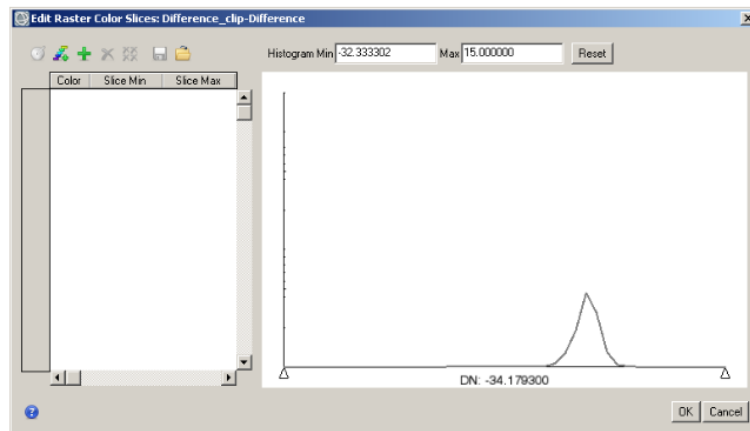 Edit Raster Color Slices: Difference_clip-Difference
Histogram Min -32.333302 Max 15.000000 Reset
Color Slice Min Slice Max
DN: -34.179300
OK Cancel